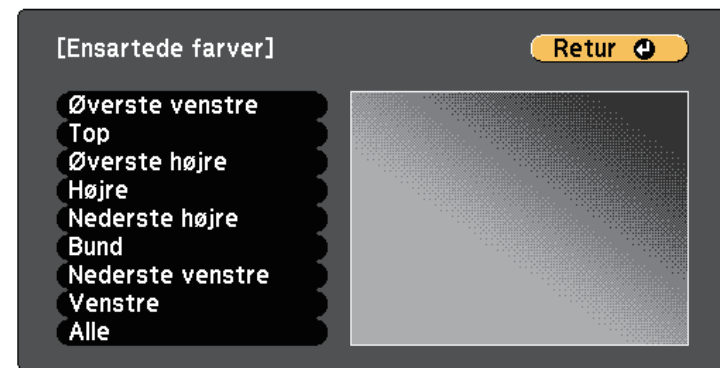 [Ensartede farver]
Retur
Øverste venstre
Top
Øverste højre
Højre
Nederste højre
Bund
Nederste venstre
Venstre
Alle